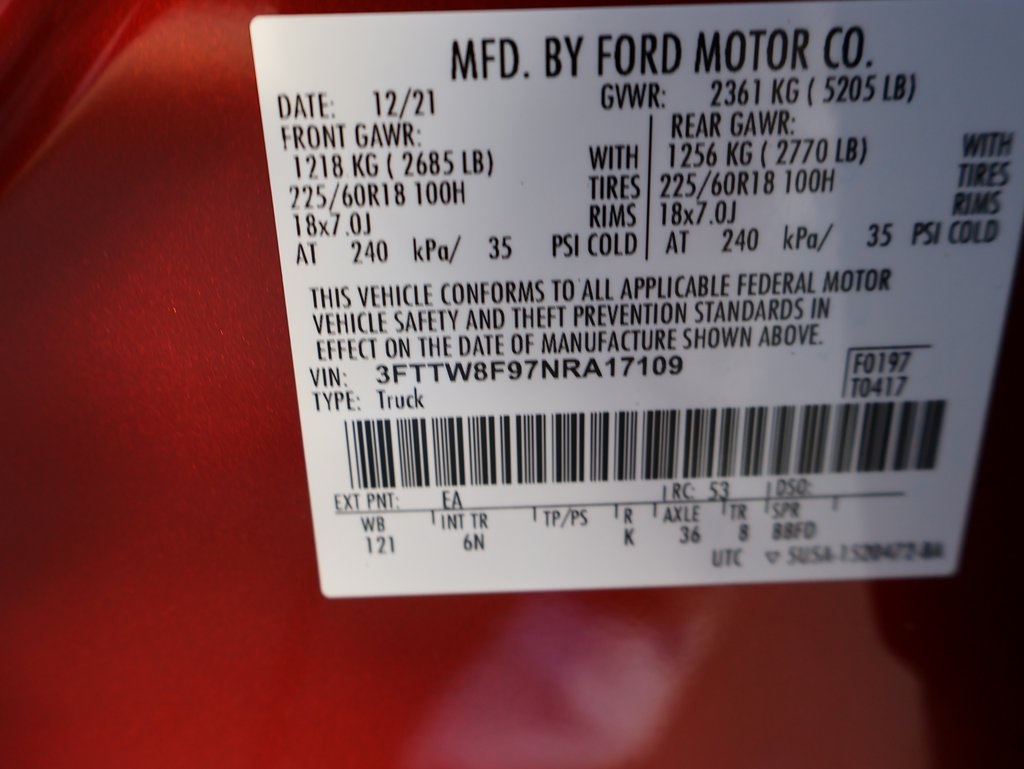 MFD. BY FORD MOTOR CO.
DATE: 12/21 GVWR: 2361 KG ( 5205 LB)
FRONT GAWR: REAR GAWR:
1218 KG ( 2685 LB) WITH 1256 KG ( 2770 LB) WITH
225/60R18 100H TIRES 225/60R18 100H TIRES
18x7.0J RIMS 18x7.0J RIMS
AT 240 kPa/ 35 PSI COLD AT 240 kPa/ 35 PSI COLD
THIS VEHICLE CONFORMS TO ALL APPLICABLE FEDERAL MOTOR
VEHICLE SAFETY AND THEFT PREVENTION STANDARDS IN
EFFECT ON THE DATE OF MANUFACTURE SHOWN ABOVE.
VIN: 3FTTW8F97NRA17109 F0197
TYPE: Truck T0417
EXT PNT: EA RC: 53 DSO:
WB INT TR TP/PS R AXLE TR SPR
121 6N K 36 8 BBFD
UTC